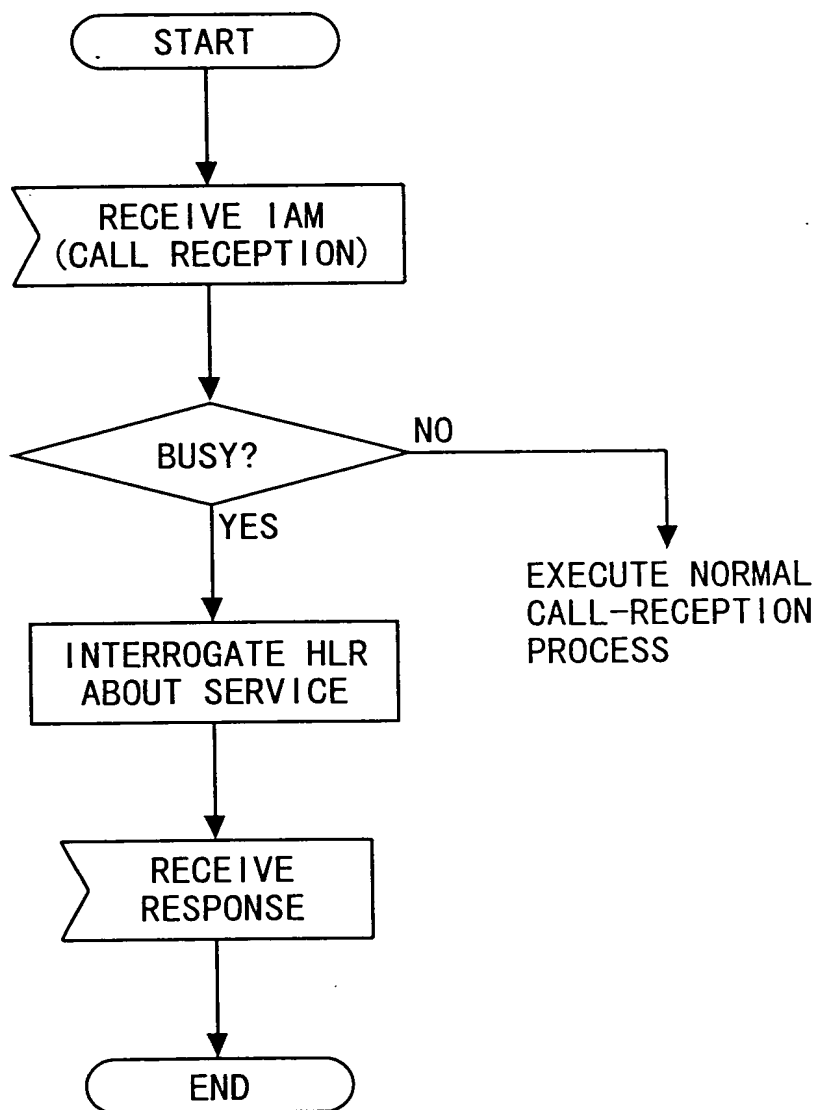 START
RECEIVE IAM
(CALL RECEPTION)
BUSY?
NO
YES
EXECUTE NORMAL
CALL-RECEPTION
PROCESS
INTERROGATE HLR
ABOUT SERVICE
RECEIVE
RESPONSE
END